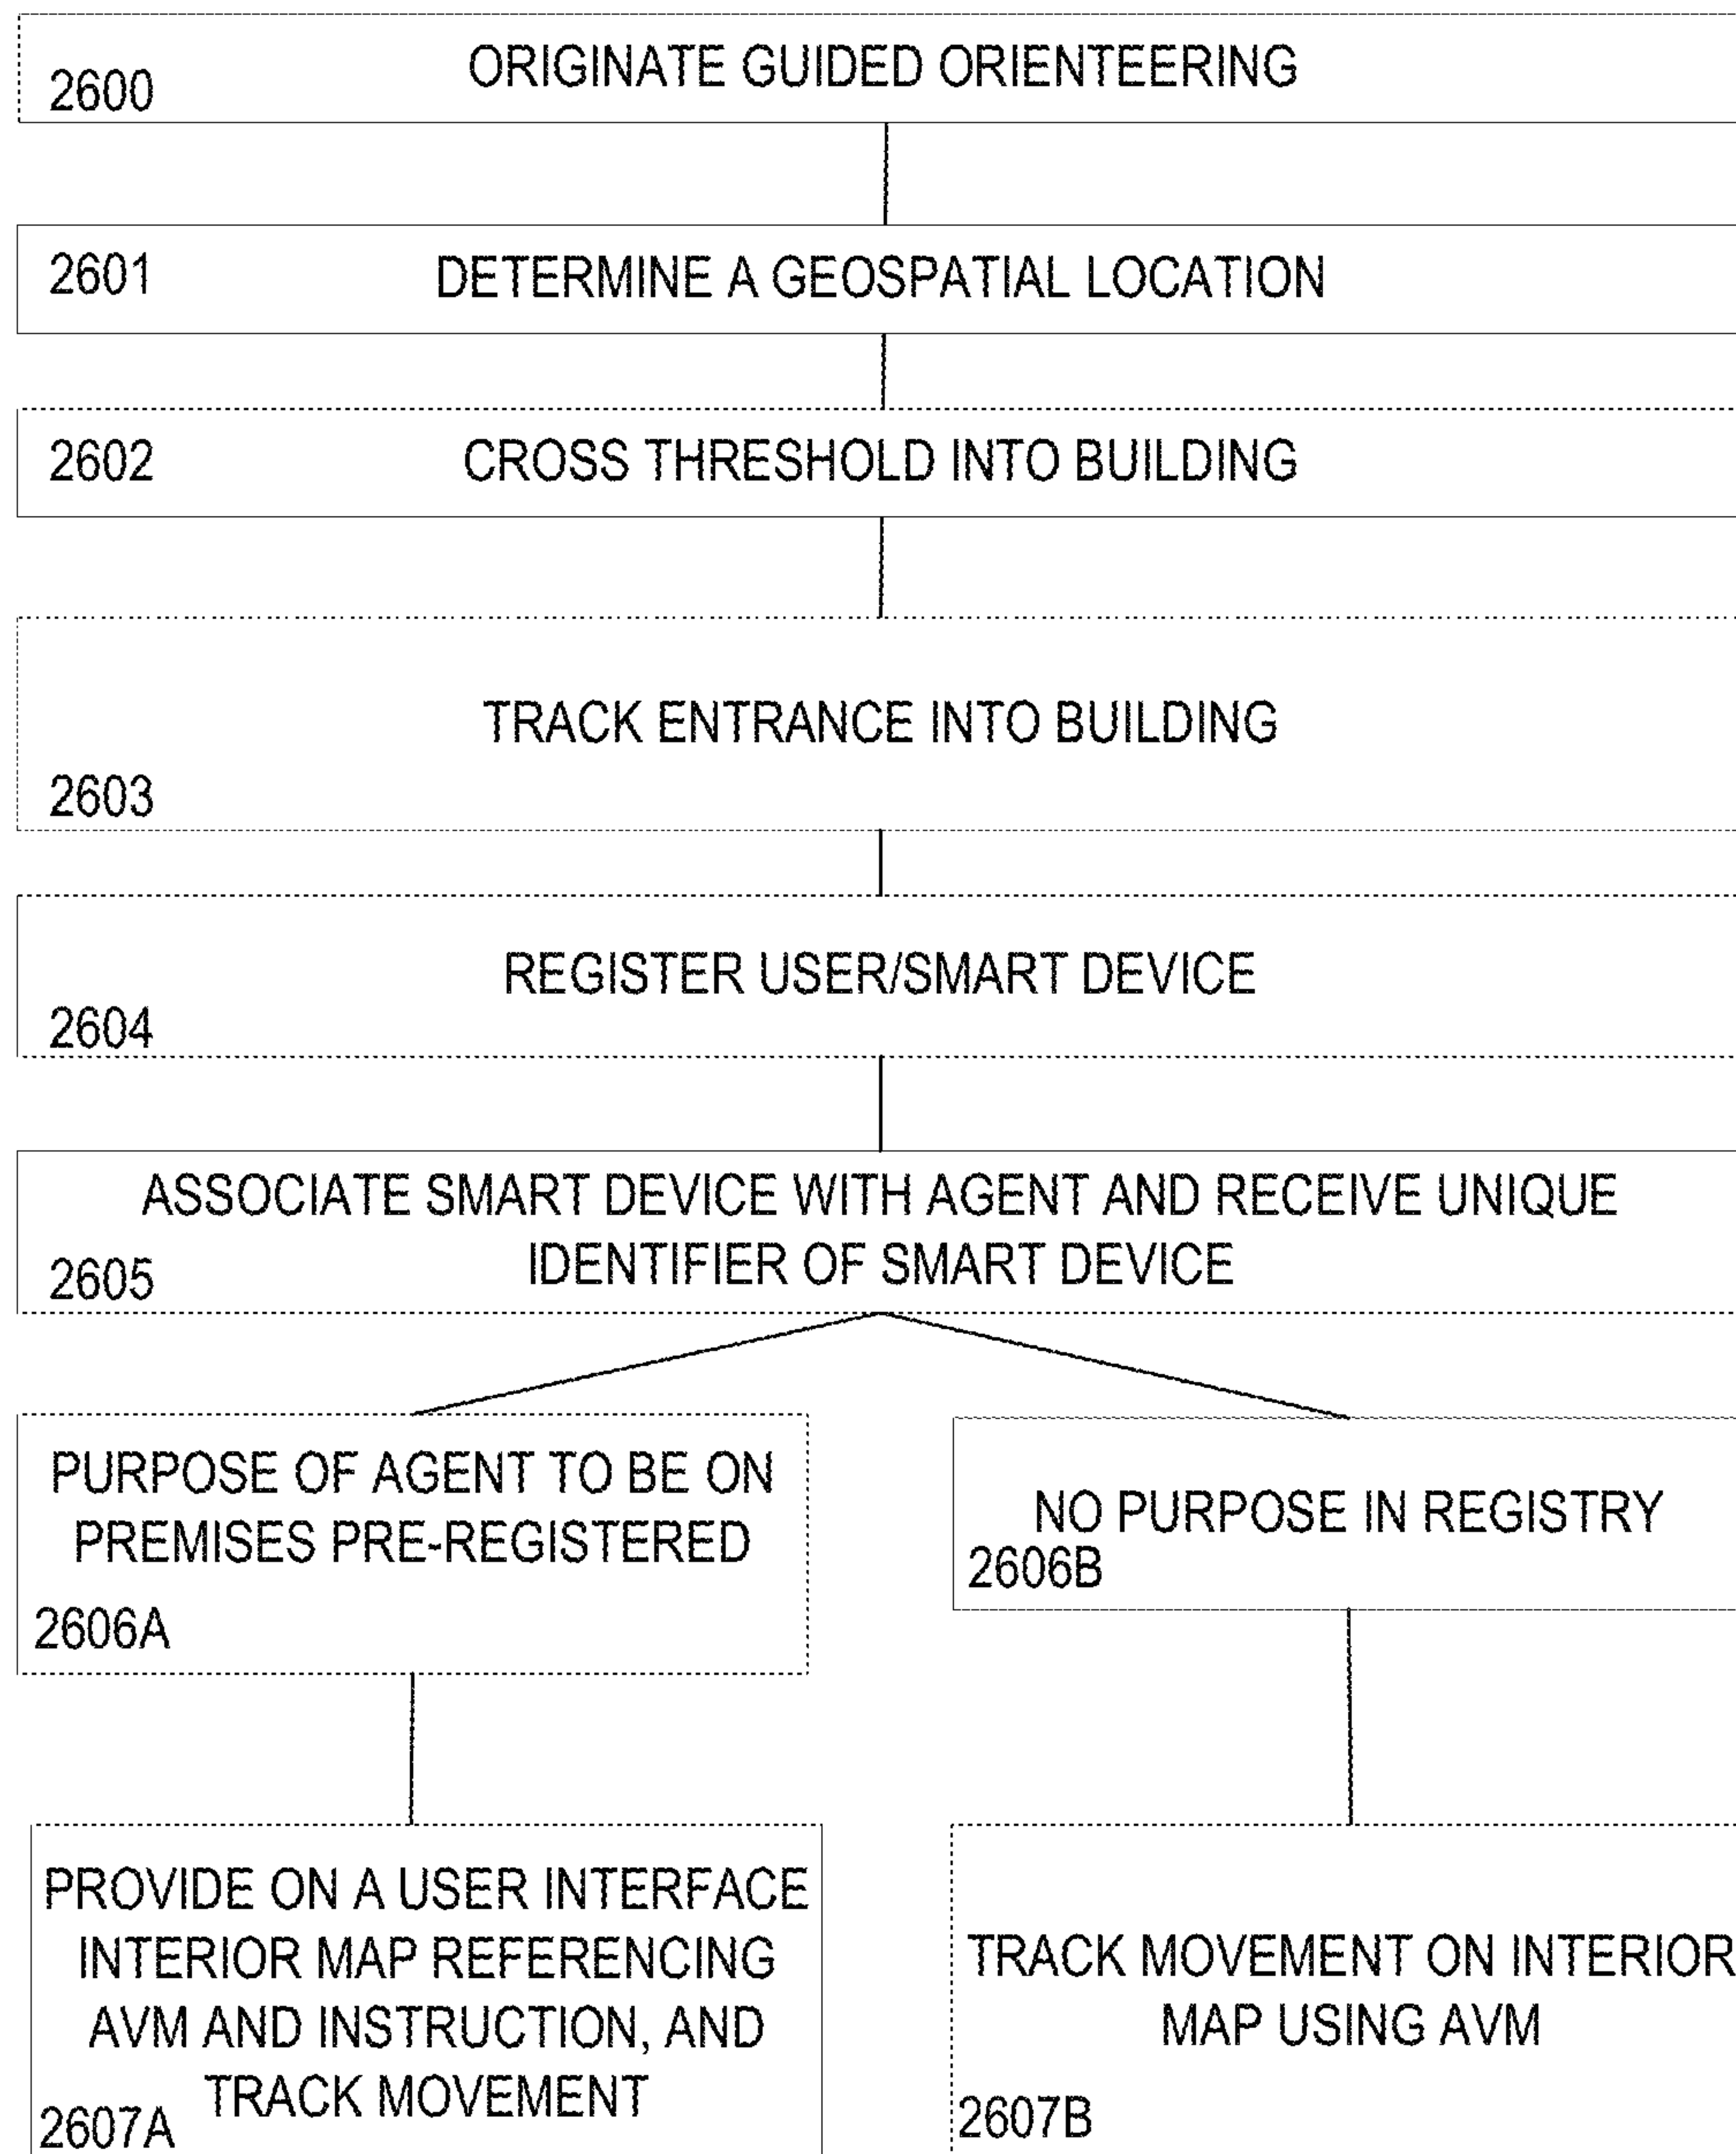 ORIGINATE GUIDED ORIENTEERING
2600
2601
DETERMINE A GEOSPATIAL LOCATION
2602
CROSS THRESHOLD INTO BUILDING
TRACK ENTRANCE INTO BUILDING
2603
REGISTER USER/SMART DEVICE
2604
ASSOCIATE SMART DEVICE WITH AGENT AND RECEIVE UNIQUE
IDENTIFIER OF SMART DEVICE
2605
PURPOSE OF AGENT TO BE ON
PREMISES PRE-REGISTERED
2606A
NO PURPOSE IN REGISTRY
2606B
PROVIDE ON A USER INTERFACE
INTERIOR MAP REFERENCING
AVM AND INSTRUCTION, AND
TRACK MOVEMENT
2607A
TRACK MOVEMENT ON INTERIOR
MAP USING AVM
2607B